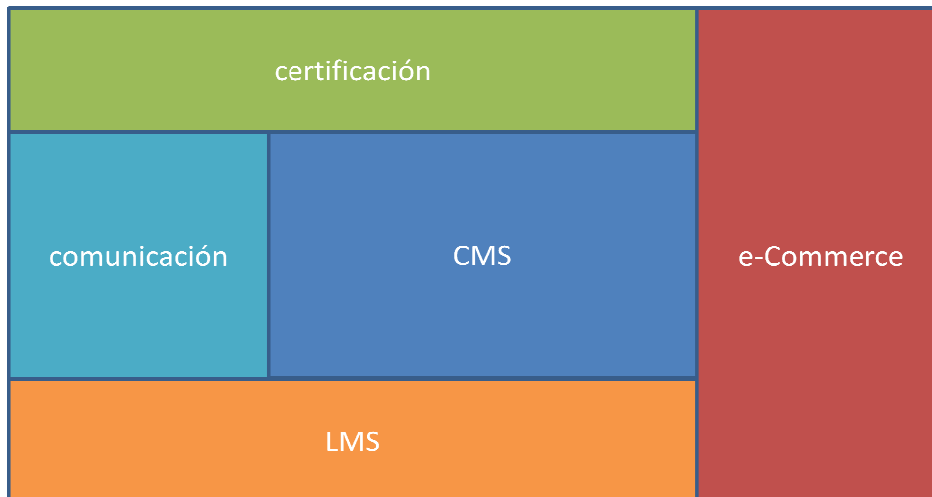 certificación
comunicación
CMS
e-Commerce
LMS